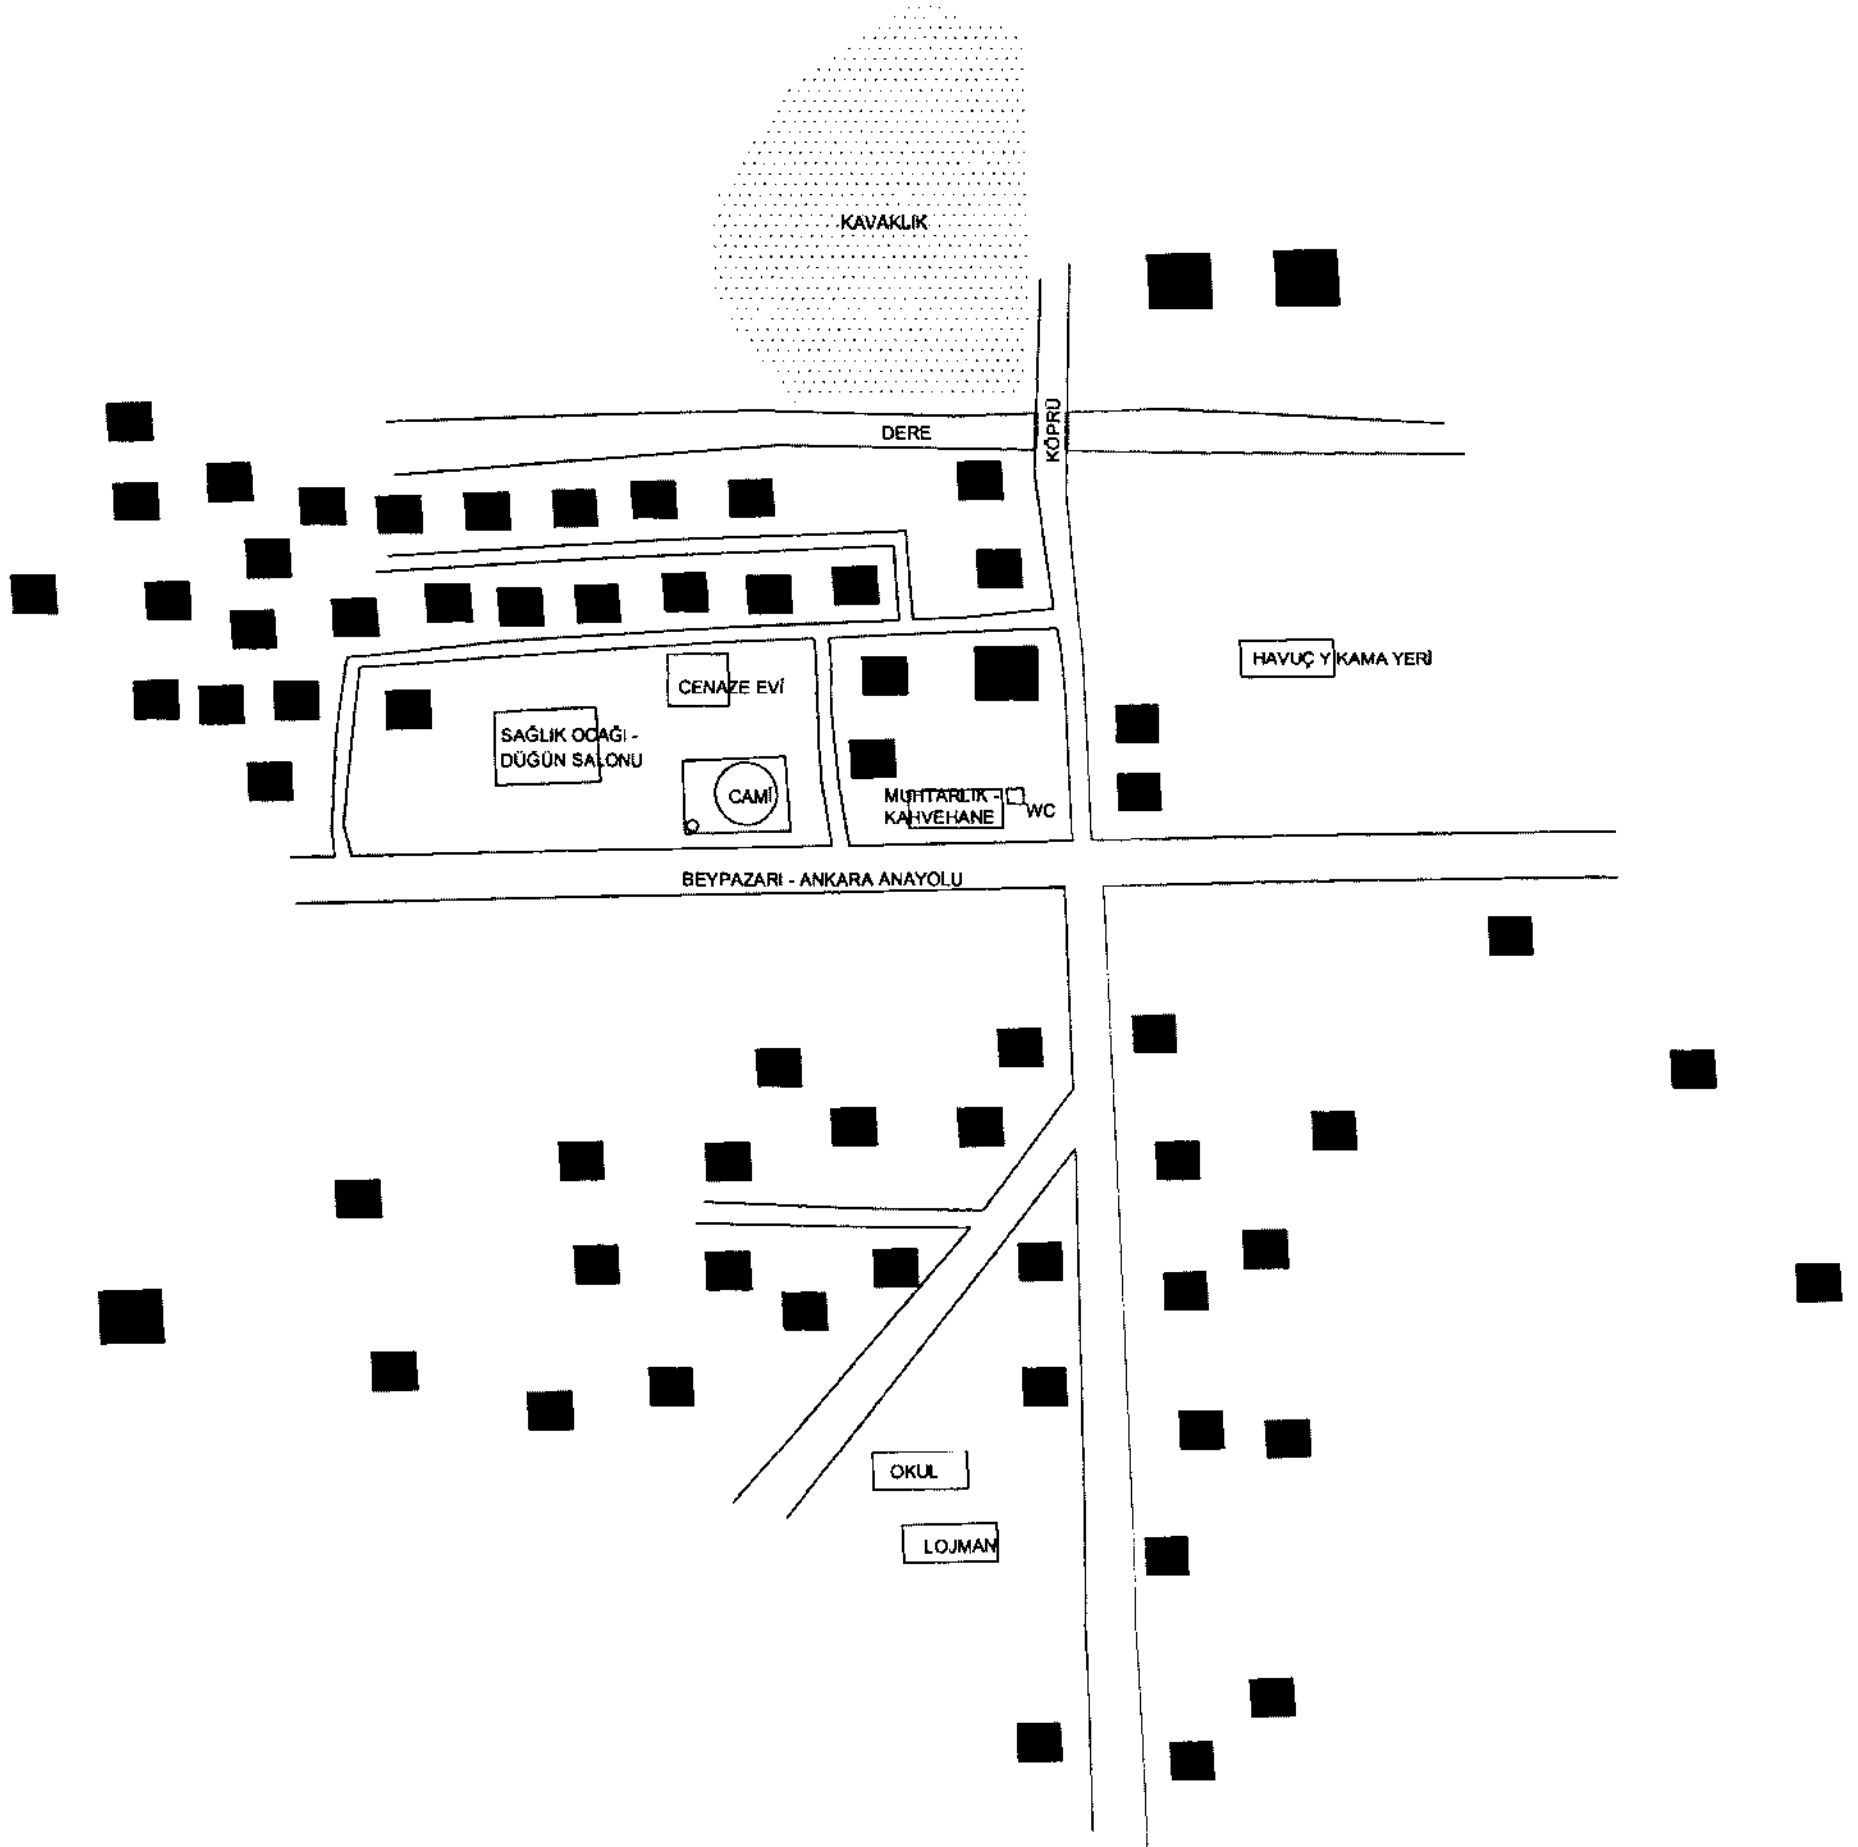 KAVAKLIK
DERE
KÖPRÜ
HAVUÇ YIKAMA YERİ
CENAZE EVİ
SAĞLIK OCAĞI -
DÜĞÜN SALONU
CAMİ
MUHTARLIK -
KAHVEHANE
WC
BEYPAZARI - ANKARA ANAYOLU
OKUL
LOJMAN